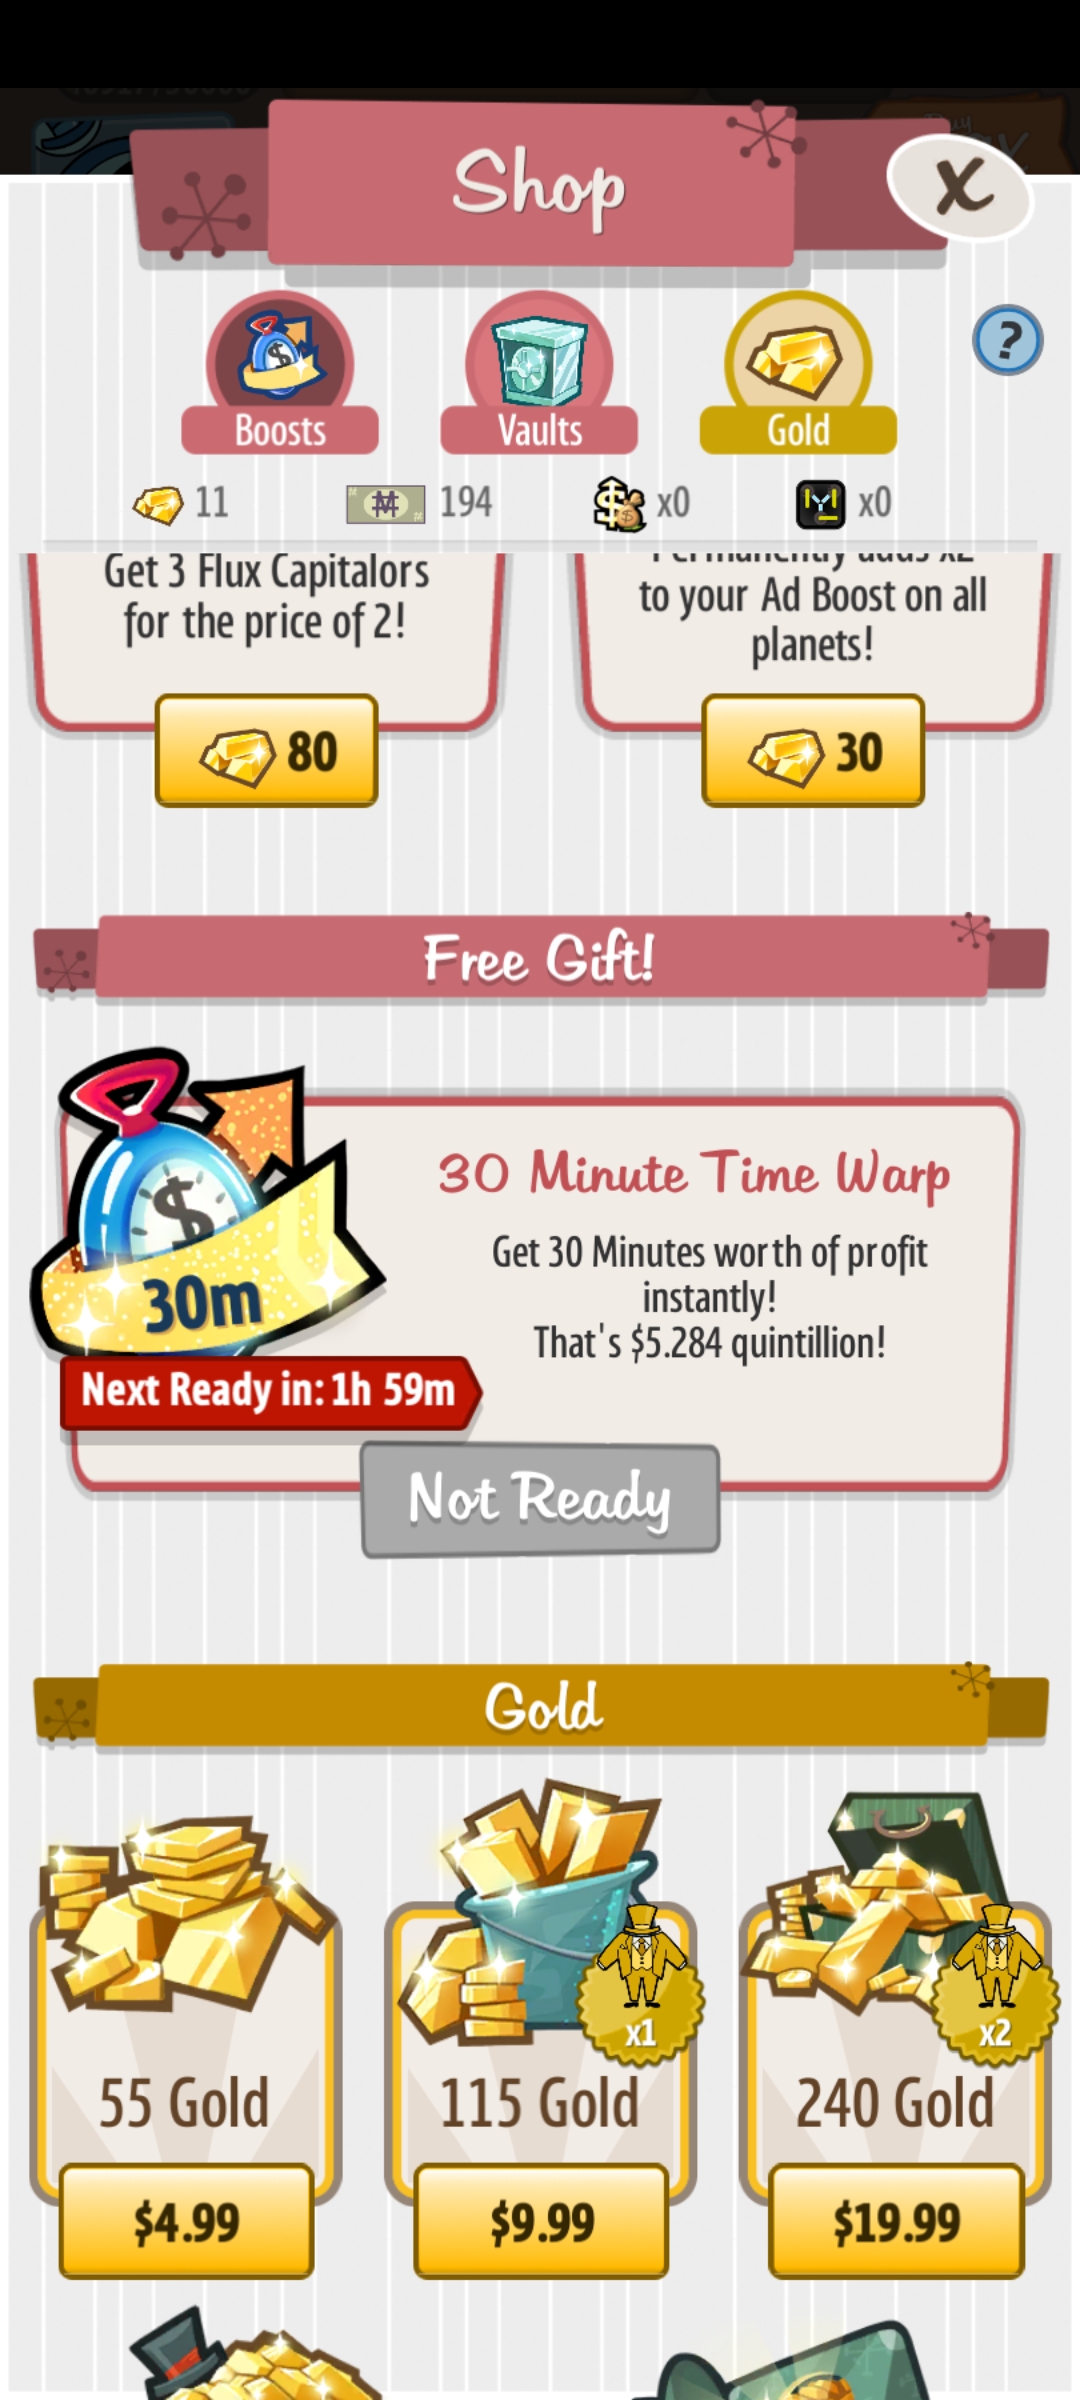 Shop
X
?
Boosts
Vaults
Gold
11
194
x0
x0
Get 3 Flux Capitalors
for the price of 2!
Permanently adds x2
to your Ad Boost on all
planets!
80
30
Free Gift!
30m
30 Minute Time Warp
Get 30 Minutes worth of profit
instantly!
That's $5.284 quintillion!
Next Ready in: 1h 59m
Not Ready
Gold
x1
x2
55 Gold
115 Gold
240 Gold
$4.99
$9.99
$19.99